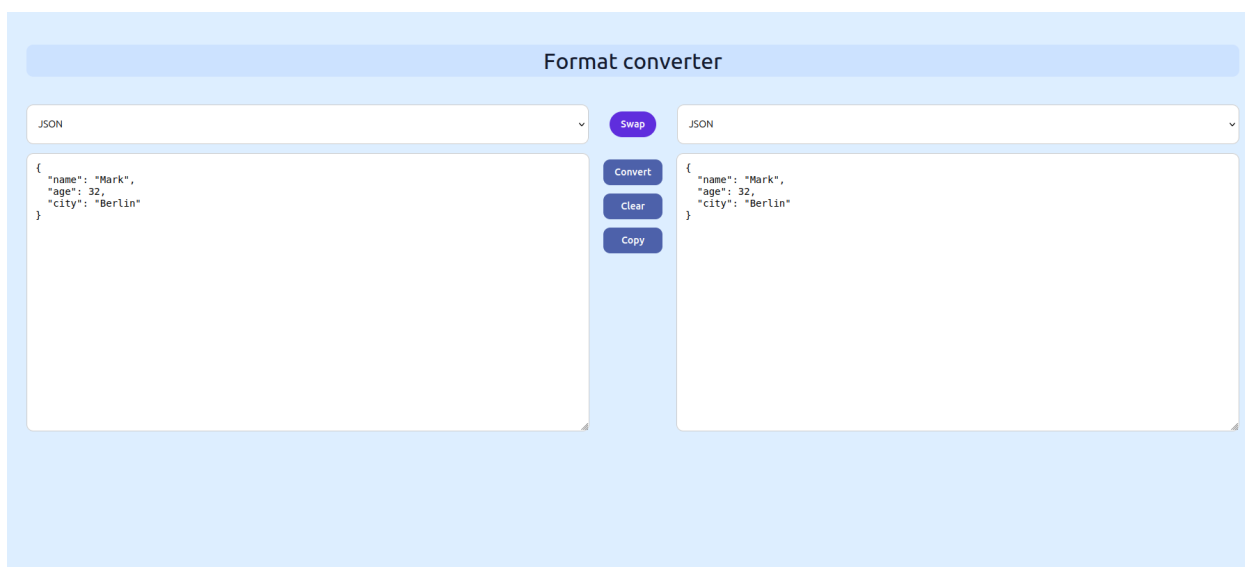 Format converter
JSON
Swap
JSON
{
  "name": "Mark",
  "age": 32,
  "city": "Berlin"
}
Convert
Clear
Copy
{
  "name": "Mark",
  "age": 32,
  "city": "Berlin"
}